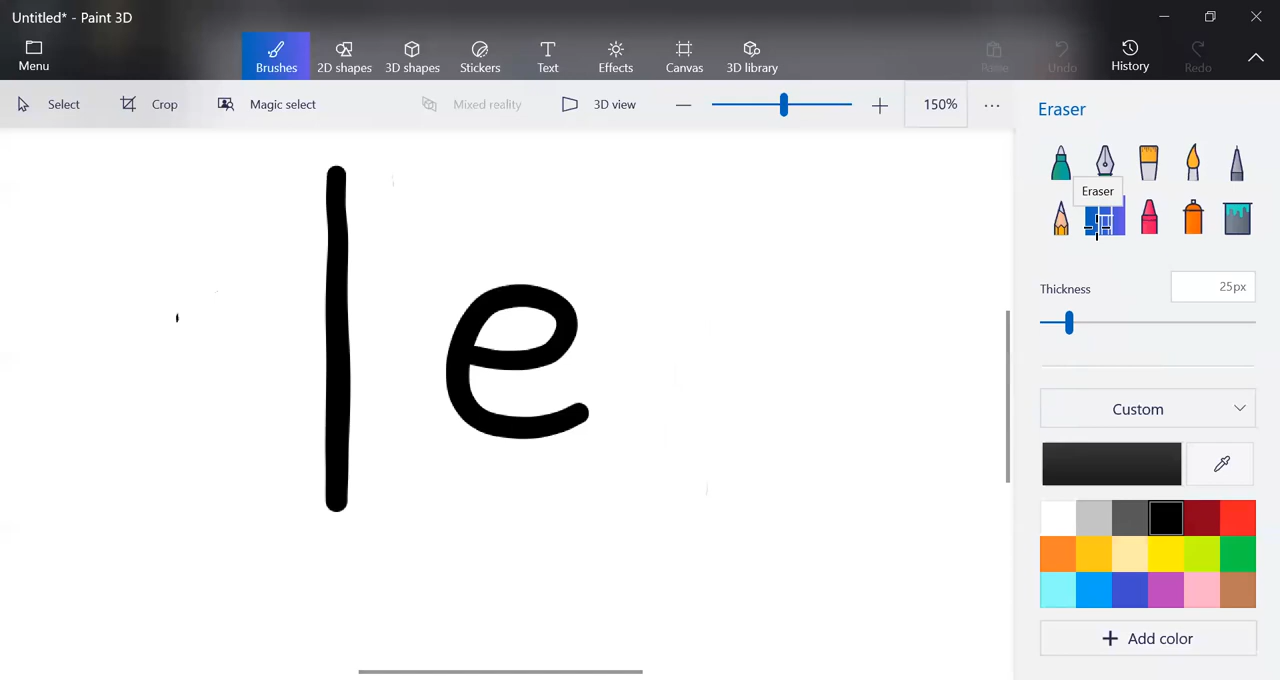 Untitled* - Paint 3D
Menu Brushes 2D shapes 3D shapes Stickers Text Effects Canvas 3D library Paste Undo History Redo
Select Crop Magic select Mixed reality 3D view 150%
Eraser
Eraser
Thickness 25px
Custom
Add color
l e